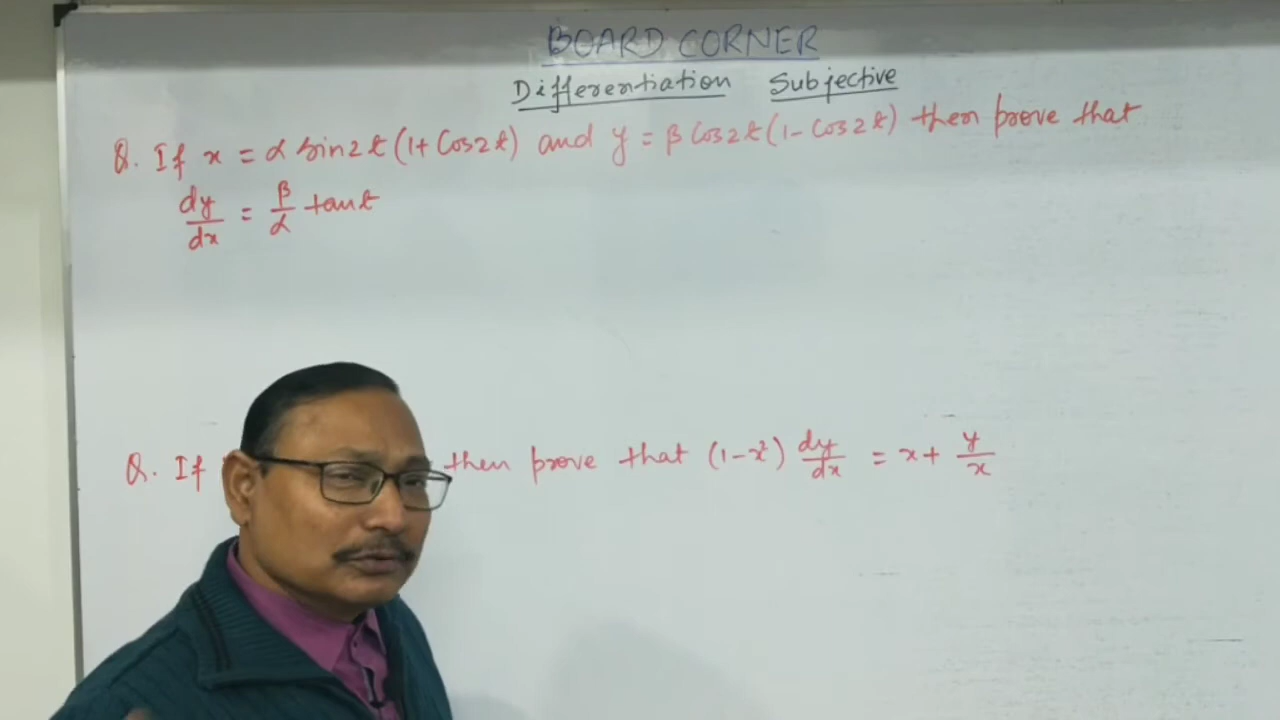 BOARD CORNER
Differentiation Subjective
Q. If x = α sin2t (1+ Cos2t) and y = β Cos2t (1- Cos2t) then prove that
dy/dx = β/α tant
Q. If then prove that (1-x²) dy/dx = x + y/x